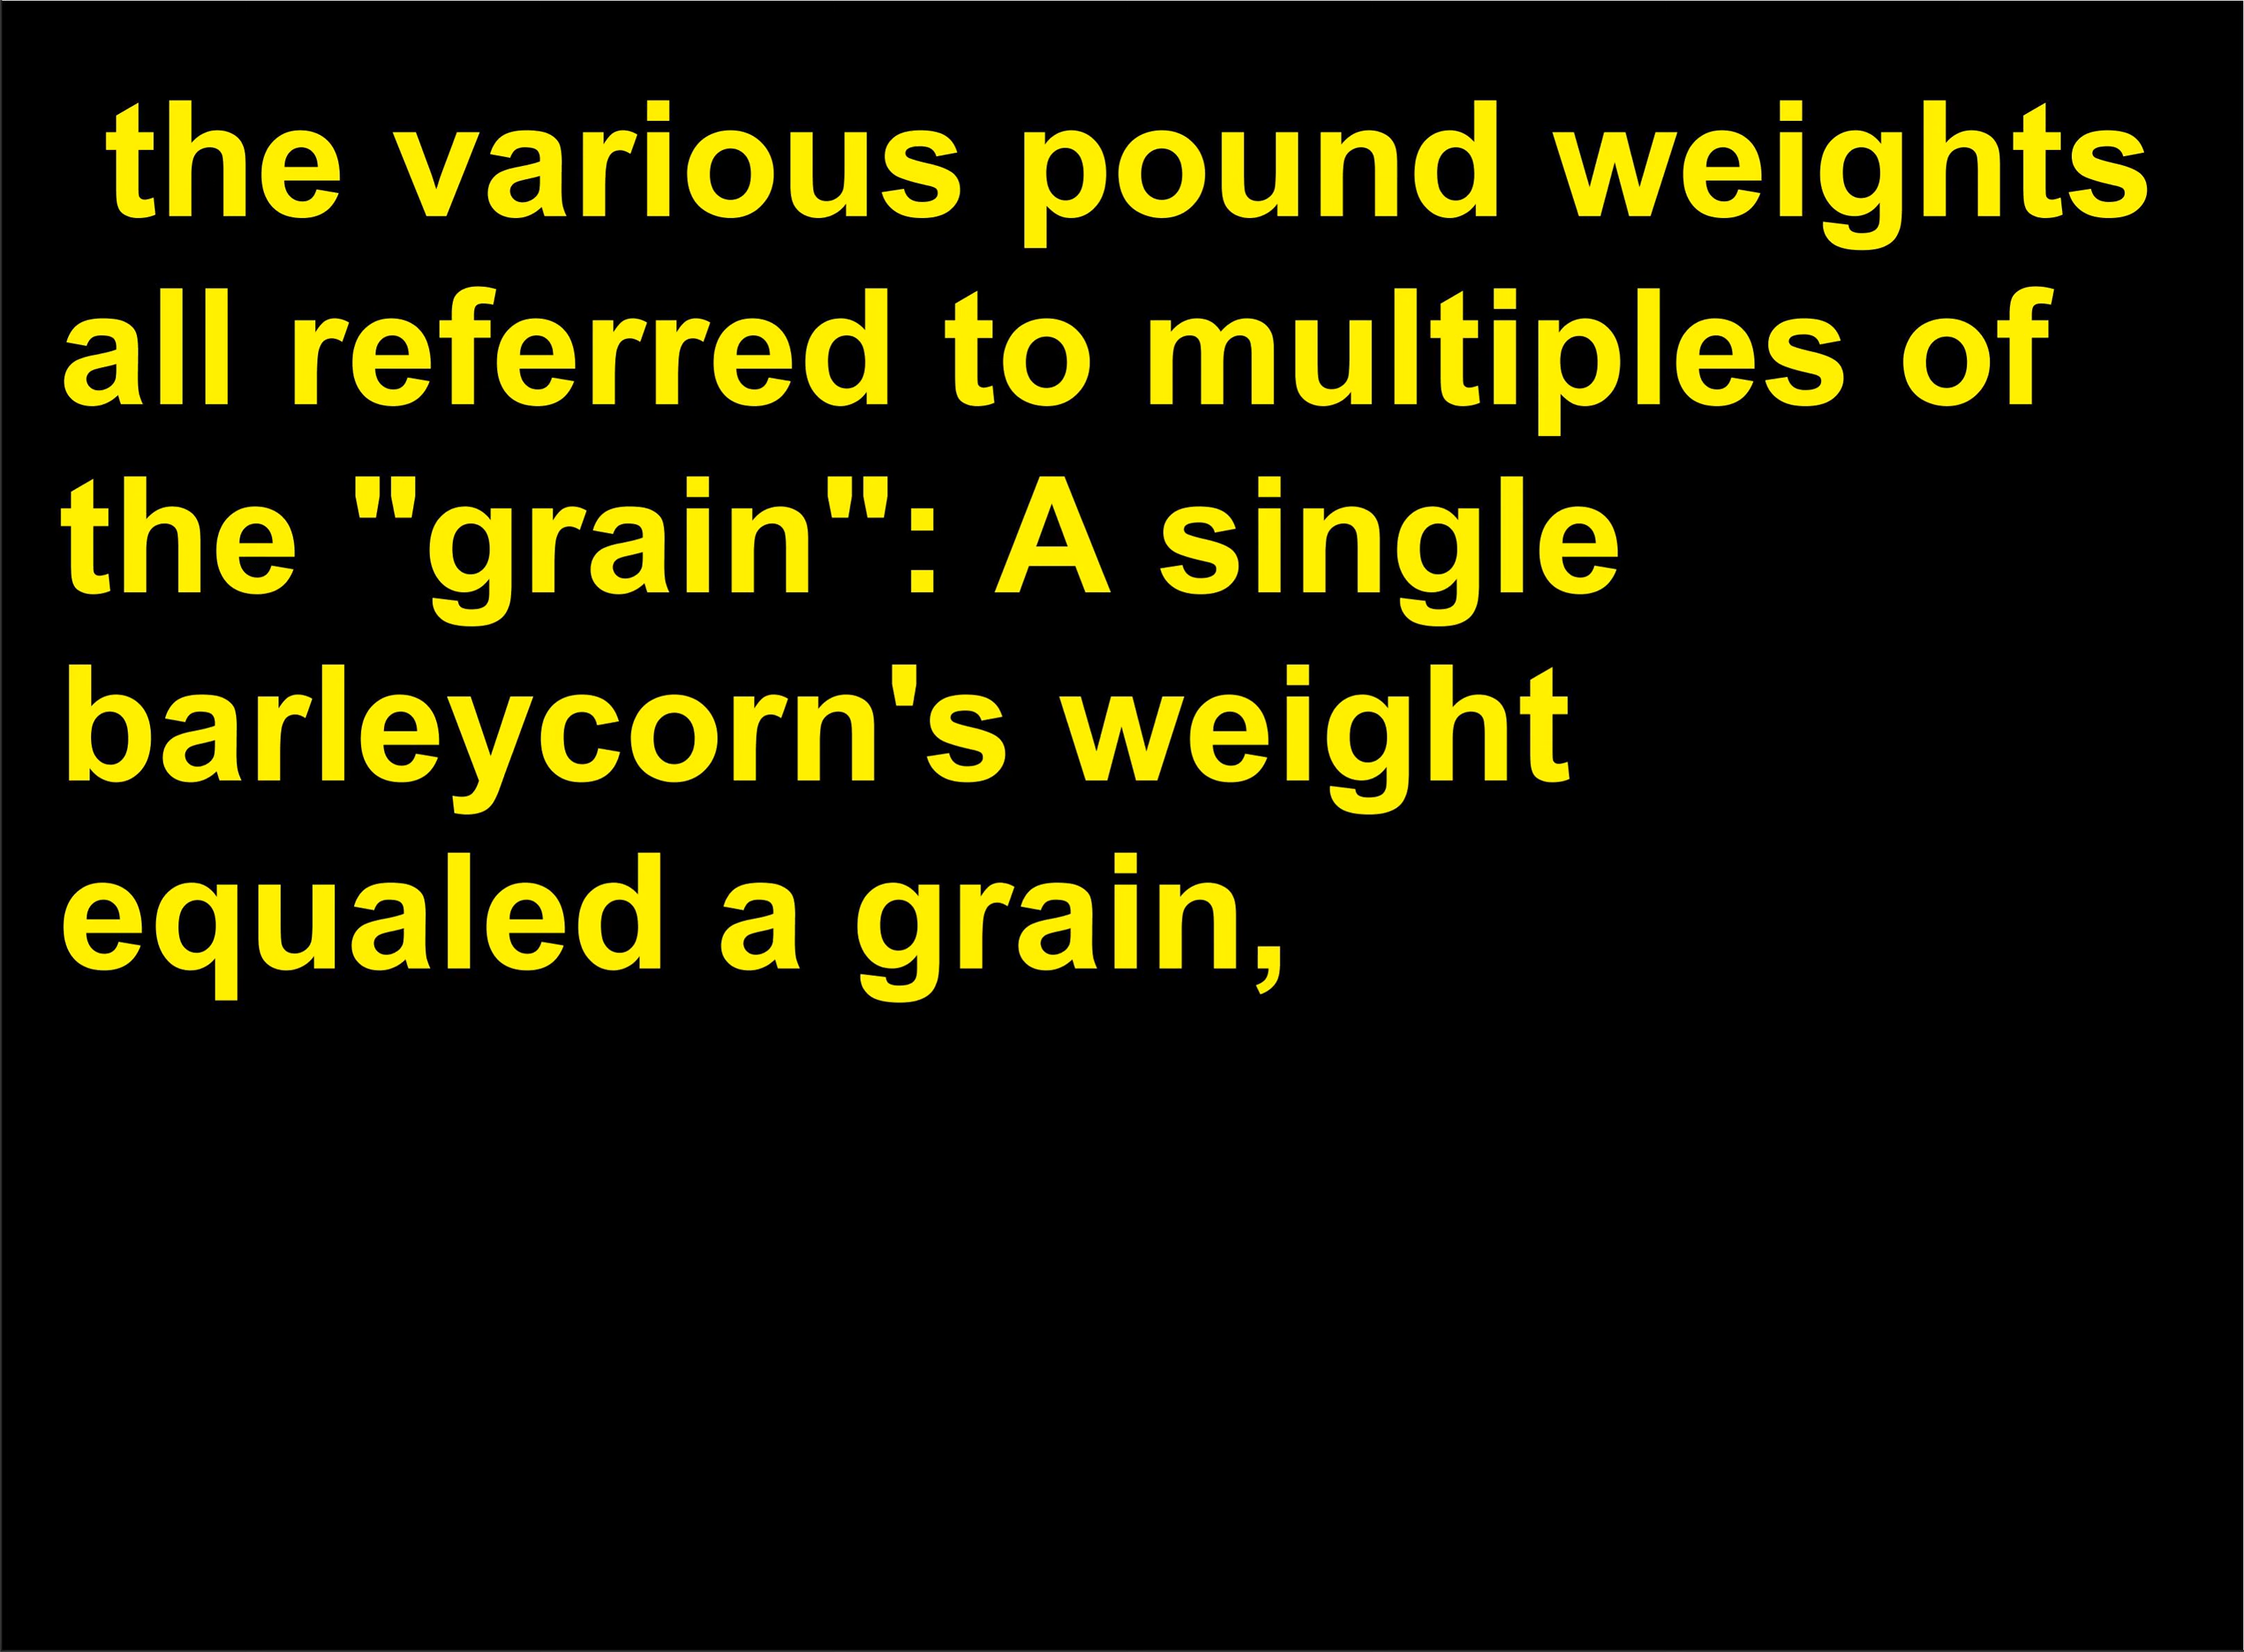 the various pound weights
all referred to multiples of
the "grain": A single
barleycorn's weight
equaled a grain,